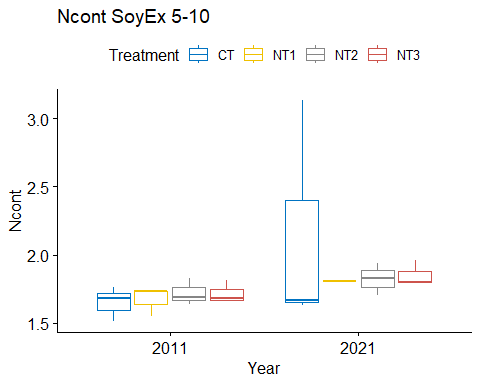 Ncont SoyEx 5-10
Treatment CT NT1 NT2 NT3
3.0
2.5
2.0
1.5
Ncont
2011 2021
Year